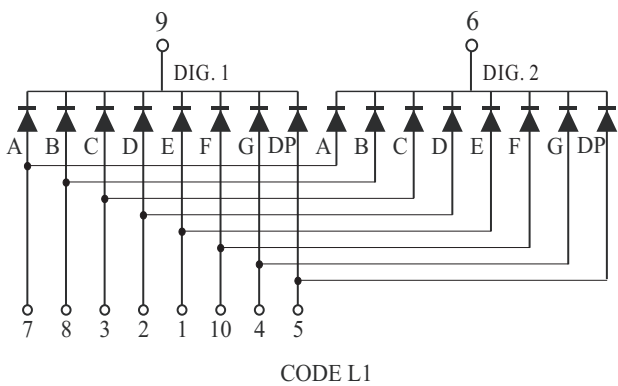 9 6
DIG. 1 DIG. 2
A B C D E F G DP A B C D E F G DP
7 8 3 2 1 10 4 5
CODE L1